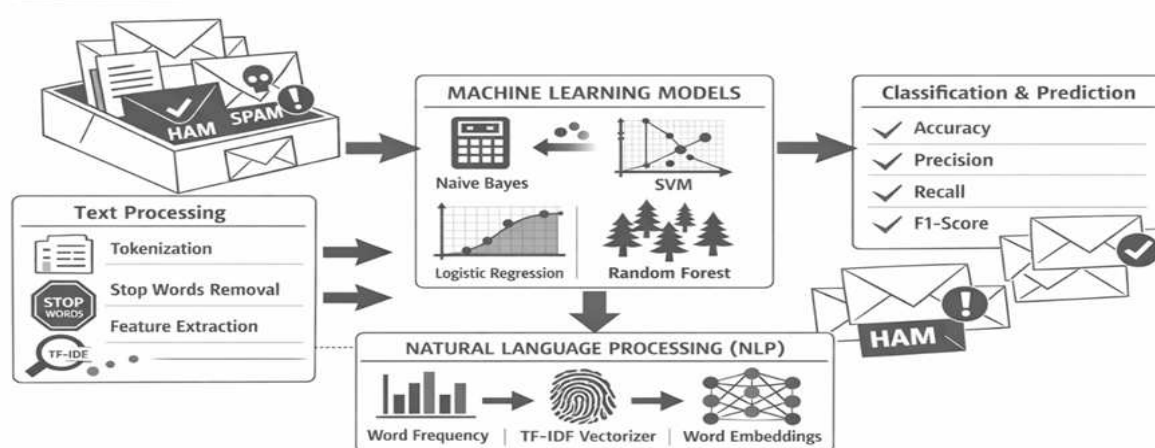 HAM
SPAM
Text Processing
Tokenization
STOP
WORDS
Stop Words Removal
Feature Extraction
TF-IDE
MACHINE LEARNING MODELS
Naive Bayes
SVM
Logistic Regression
Random Forest
NATURAL LANGUAGE PROCESSING (NLP)
Word Frequency
TF-IDF Vectorizer
Word Embeddings
Classification & Prediction
Accuracy
Precision
Recall
F1-Score
HAM